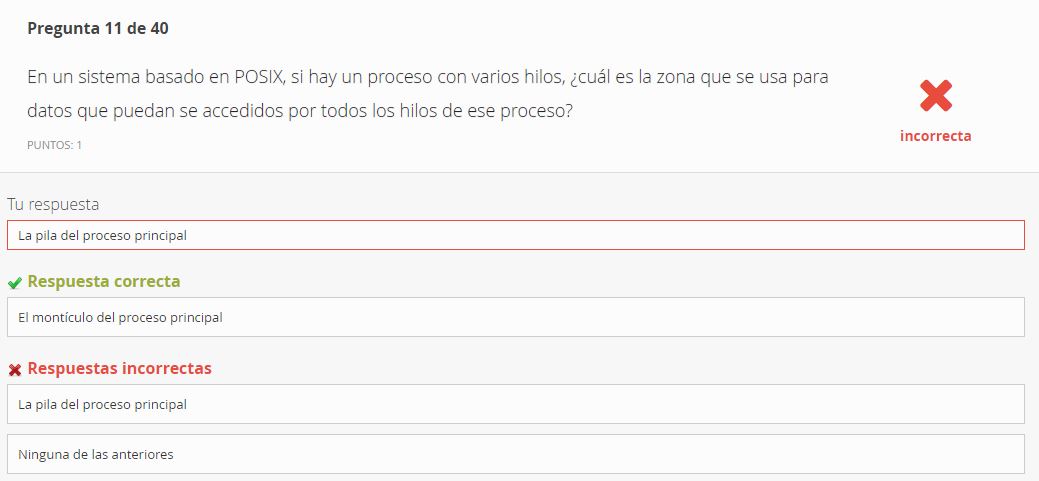 Pregunta 11 de 40
En un sistema basado en POSIX, si hay un proceso con varios hilos, ¿cuál es la zona que se usa para
datos que puedan se accedidos por todos los hilos de ese proceso?
incorrecta
PUNTOS: 1
Tu respuesta
La pila del proceso principal
Respuesta correcta
El montículo del proceso principal
Respuestas incorrectas
La pila del proceso principal
Ninguna de las anteriores